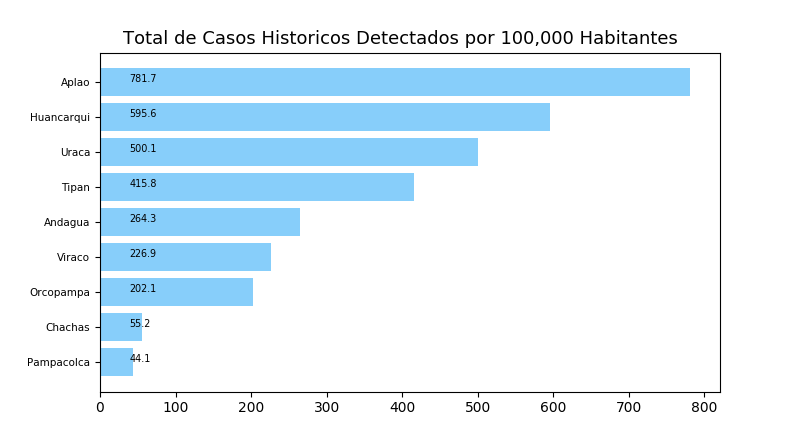 Total de Casos Historicos Detectados por 100,000 Habitantes
Aplao 781.7
Huancarqui 595.6
Uraca 500.1
Tipan 415.8
Andagua 264.3
Viraco 226.9
Orcopampa 202.1
Chachas 55.2
Pampacolca 44.1
0 100 200 300 400 500 600 700 800